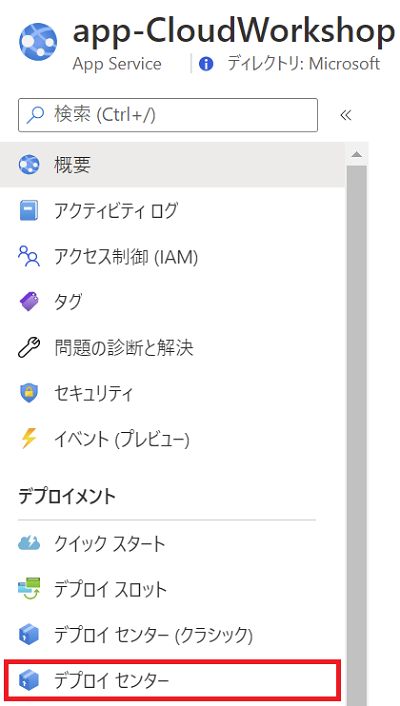 app-CloudWorkshop
App Service
ディレクトリ: Microsoft
検索 (Ctrl+/)
概要
アクティビティ ログ
アクセス制御 (IAM)
タグ
問題の診断と解決
セキュリティ
イベント (プレビュー)
デプロイメント
クイック スタート
デプロイ スロット
デプロイ センター (クラシック)
デプロイ センター